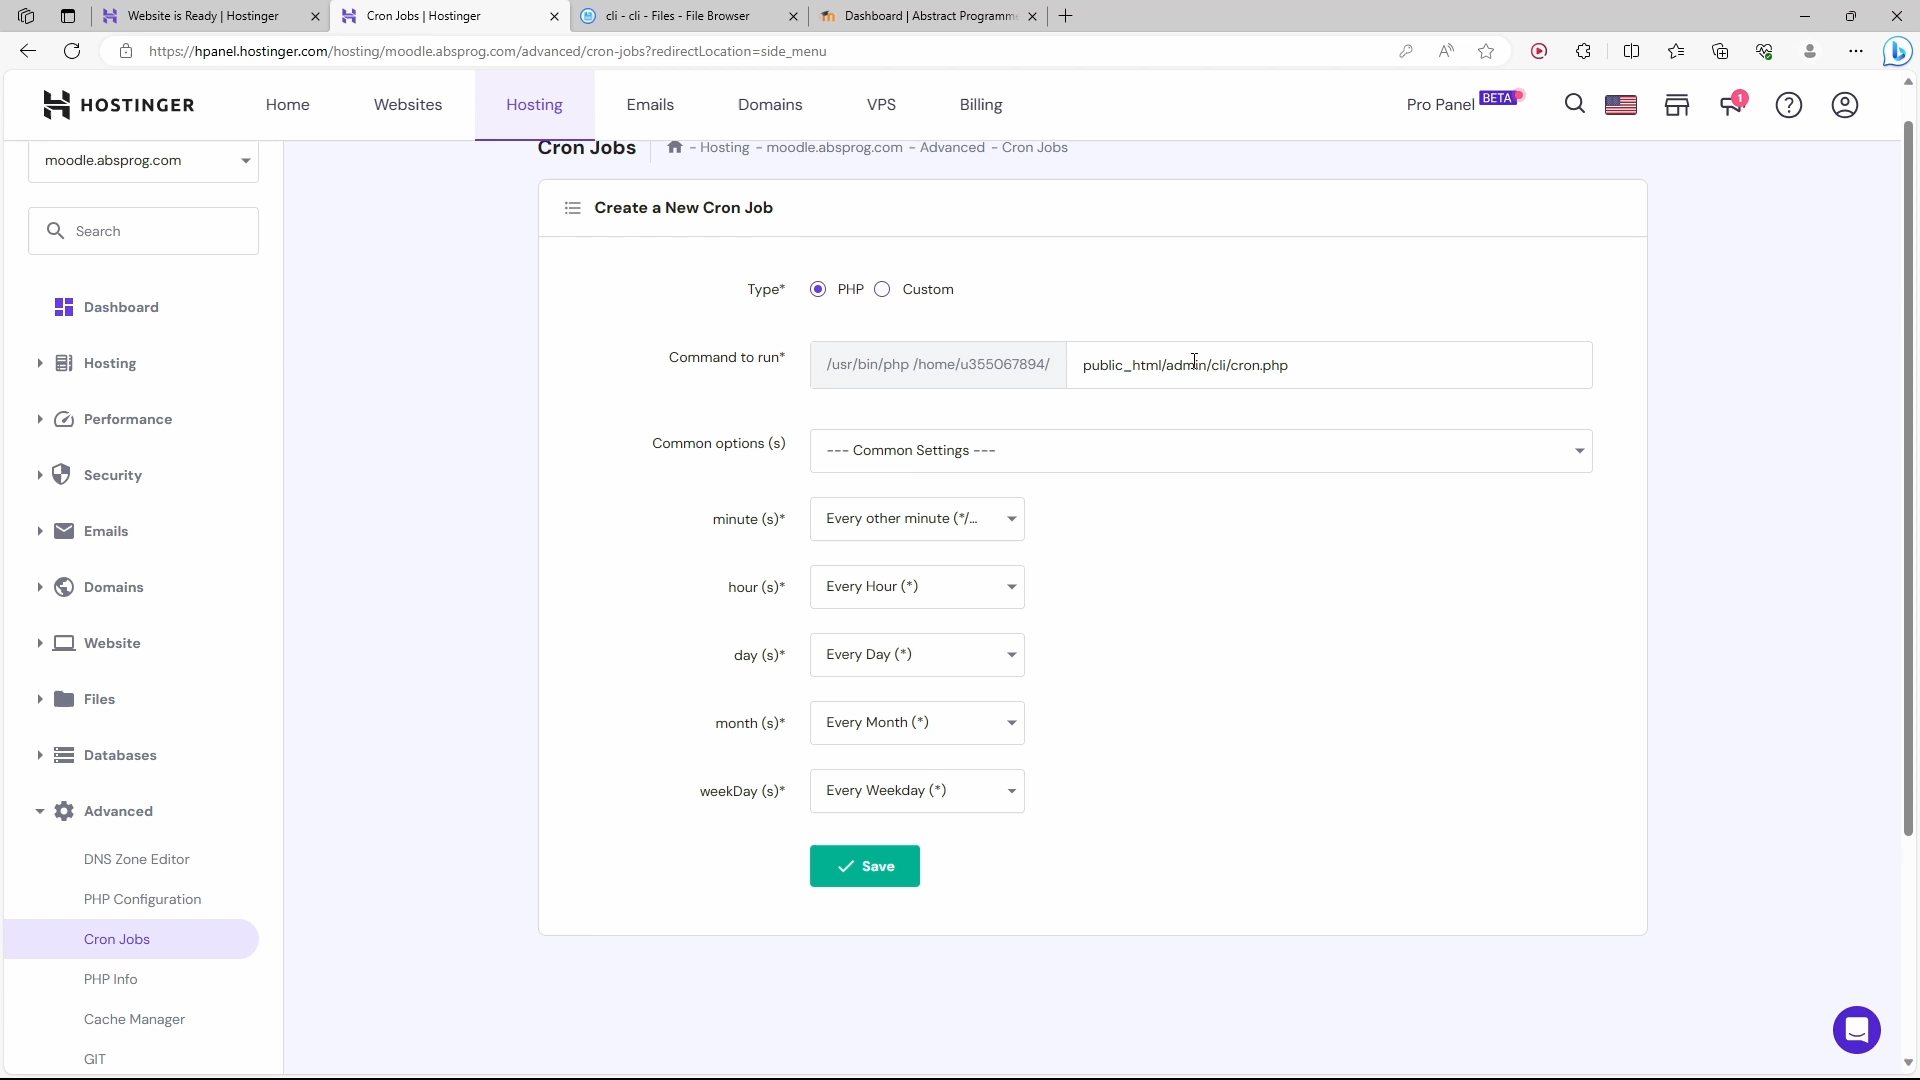 Website is Ready | Hostinger
Cron Jobs | Hostinger
cli - cli - Files - File Browser
Dashboard | Abstract Programm
https://hpanel.hostinger.com/hosting/moodle.absprog.com/advanced/cron-jobs?redirectLocation=side_menu
HOSTINGER
Home
Websites
Hosting
Emails
Domains
VPS
Billing
Pro Panel
BETA
1
moodle.absprog.com
Search
Dashboard
Hosting
Performance
Security
Emails
Domains
Website
Files
Databases
Advanced
DNS Zone Editor
PHP Configuration
Cron Jobs
PHP Info
Cache Manager
GIT
Cron Jobs
- Hosting - moodle.absprog.com - Advanced - Cron Jobs
Create a New Cron Job
Type*
PHP
Custom
Command to run*
/usr/bin/php /home/u355067894/
public_html/admin/cli/cron.php
Common options (s)
--- Common Settings ---
minute (s)*
Every other minute (*/...
hour (s)*
Every Hour (*)
day (s)*
Every Day (*)
month (s)*
Every Month (*)
weekDay (s)*
Every Weekday (*)
Save